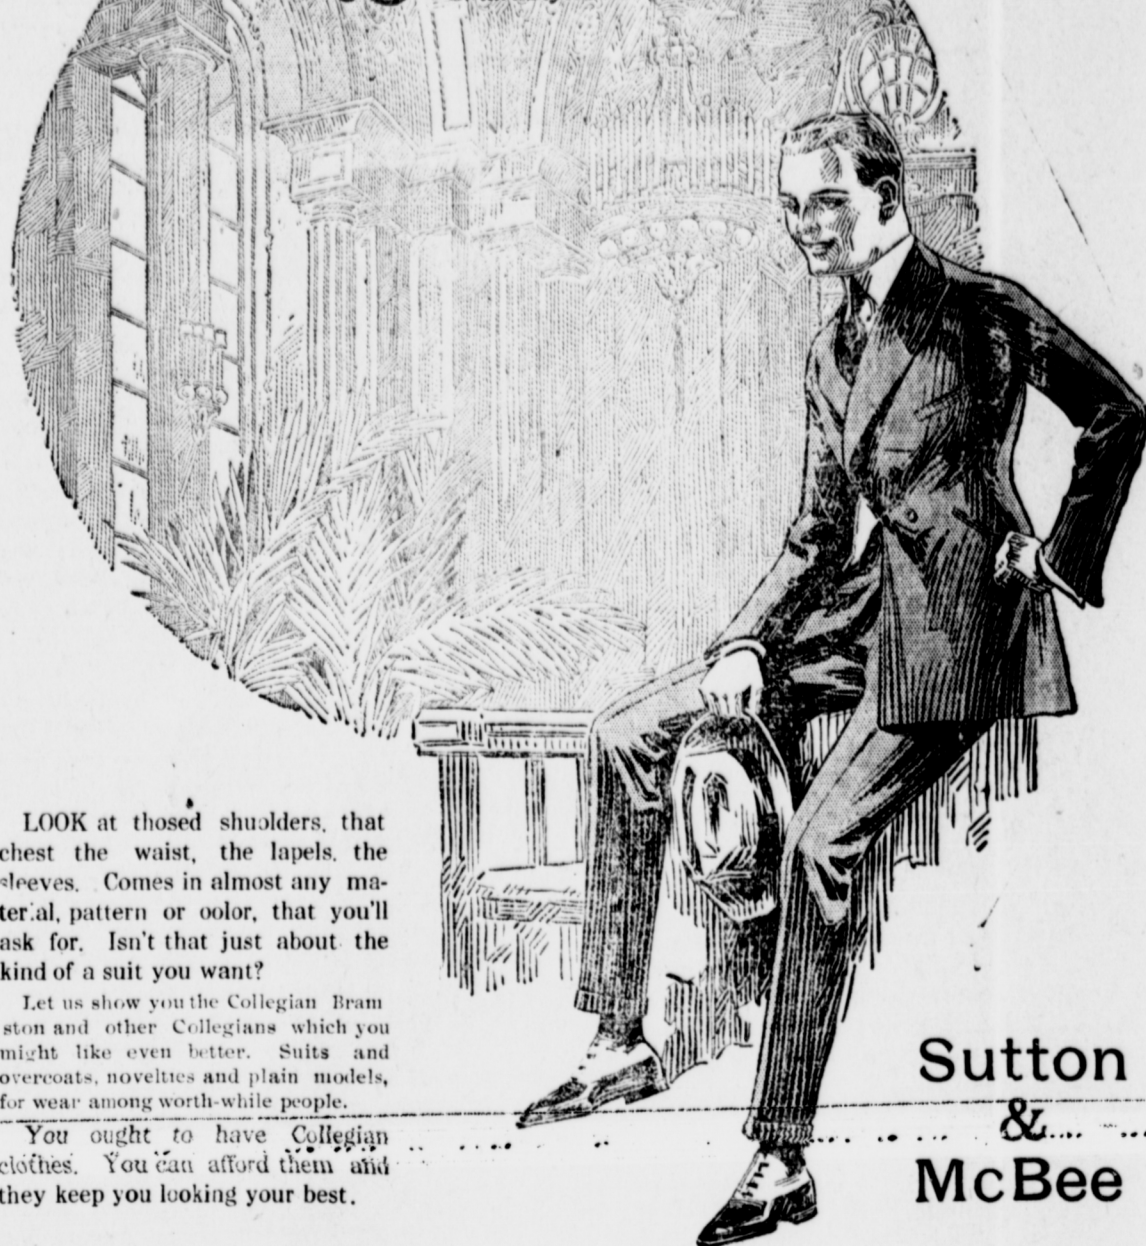 LOOK at thosed shuolders, that
chest the waist, the lapels, the
sleeves. Comes in almost any ma-
ter.al, pattern or oolor, that you'll
ask for. Isn't that just about the
kind of a suit you want?
Let us show you the Collegian Bram
ston and other Collegians which you
might like even better. Suits and
overcoats, novelties and plain models,
for wear among worth-while people.
You ought to have Collegian
clothes. You can afford them and
they keep you looking your best.
Sutton
&
McBee